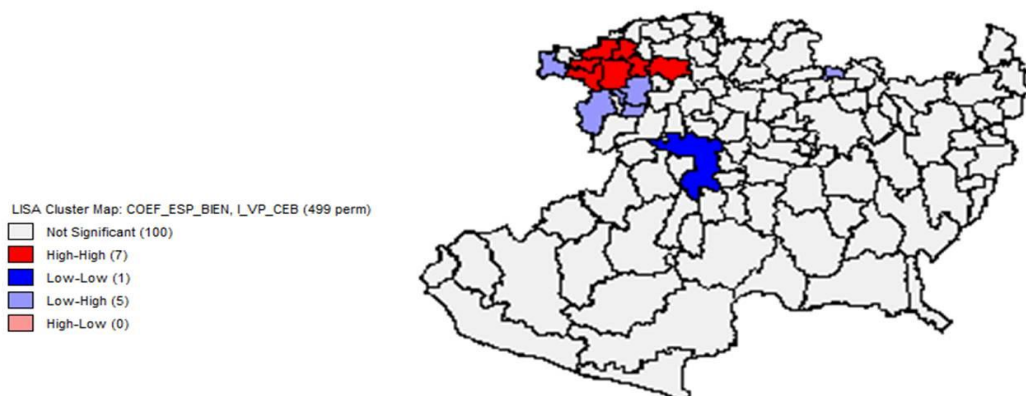 LISA Cluster Map: COEF_ESP_BIEN, I_VP_CEB (499 perm)
Not Significant (100)
High-High (7)
Low-Low (1)
Low-High (5)
High-Low (0)